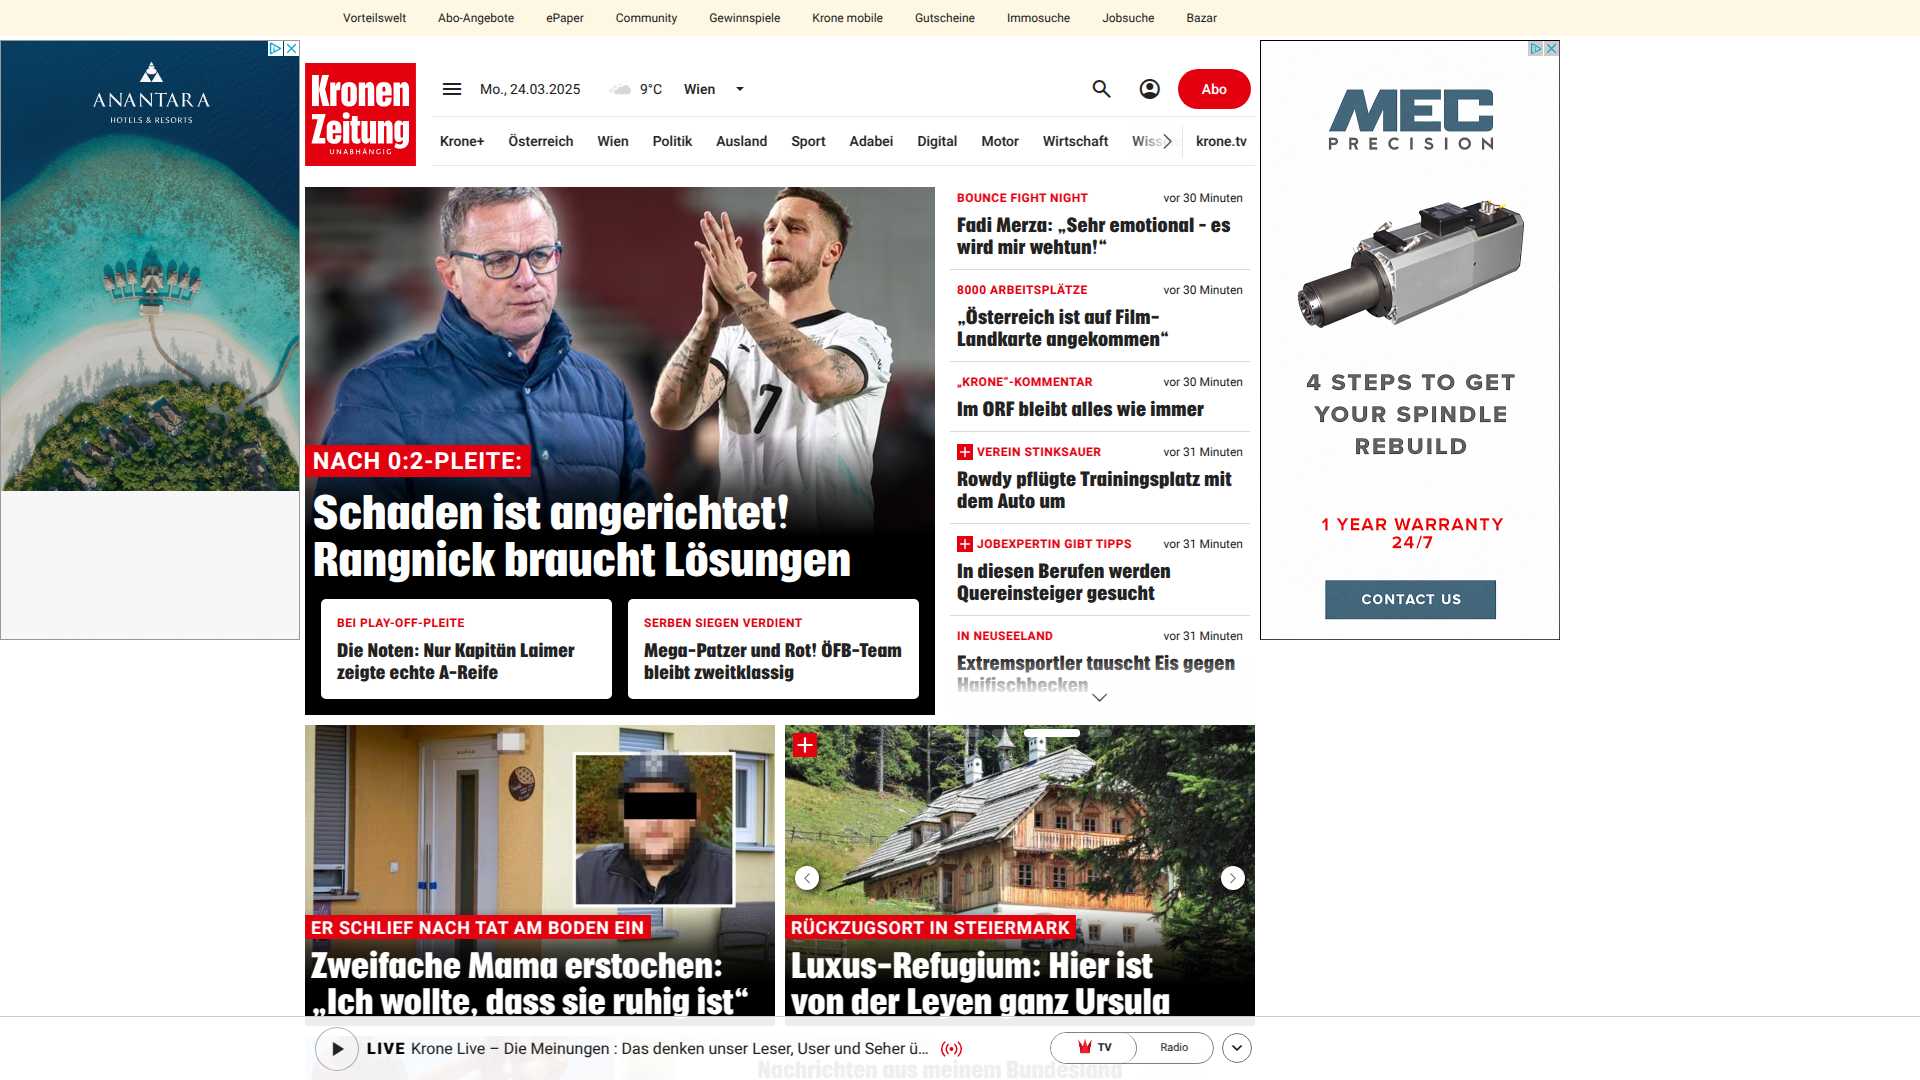 Vorteilswelt Abo-Angebote ePaper Community Gewinnspiele Krone mobile Gutscheine Immosuche Jobsuche Bazar
ANANTARA
HOTELS & RESORTS
Kronen
Zeitung
UNABHÄNGIG
Mo., 24.03.2025 9°C Wien Abo
Krone+ Österreich Wien Politik Ausland Sport Adabei Digital Motor Wirtschaft Wiss krone.tv
NACH 0:2-PLEITE:
Schaden ist angerichtet!
Rangnick braucht Lösungen
BEI PLAY-OFF-PLEITE
Die Noten: Nur Kapitän Laimer
zeigte echte A-Reife
SERBEN SIEGEN VERDIENT
Mega-Patzer und Rot! ÖFB-Team
bleibt zweitklassig
BOUNCE FIGHT NIGHT vor 30 Minuten
Fadi Merza: „Sehr emotional - es
wird mir wehtun!“
8000 ARBEITSPLÄTZE vor 30 Minuten
„Österreich ist auf Film-
Landkarte angekommen“
„KRONE“-KOMMENTAR vor 30 Minuten
Im ORF bleibt alles wie immer
VEREIN STINKSAUER vor 31 Minuten
Rowdy pflügte Trainingsplatz mit
dem Auto um
JOBEXPERTIN GIBT TIPPS vor 31 Minuten
In diesen Berufen werden
Quereinsteiger gesucht
IN NEUSEELAND vor 31 Minuten
Extremsportler tauscht Eis gegen
Haifischbecken
MEC
PRECISION
4 STEPS TO GET
YOUR SPINDLE
REBUILD
1 YEAR WARRANTY
24/7
CONTACT US
ER SCHLIEF NACH TAT AM BODEN EIN
Zweifache Mama erstochen:
„Ich wollte, dass sie ruhig ist“
RÜCKZUGSORT IN STEIERMARK
Luxus-Refugium: Hier ist
von der Leyen ganz Ursula
LIVE Krone Live – Die Meinungen : Das denken unser Leser, User und Seher ü... TV Radio
Nachrichten aus meinem Bundesland